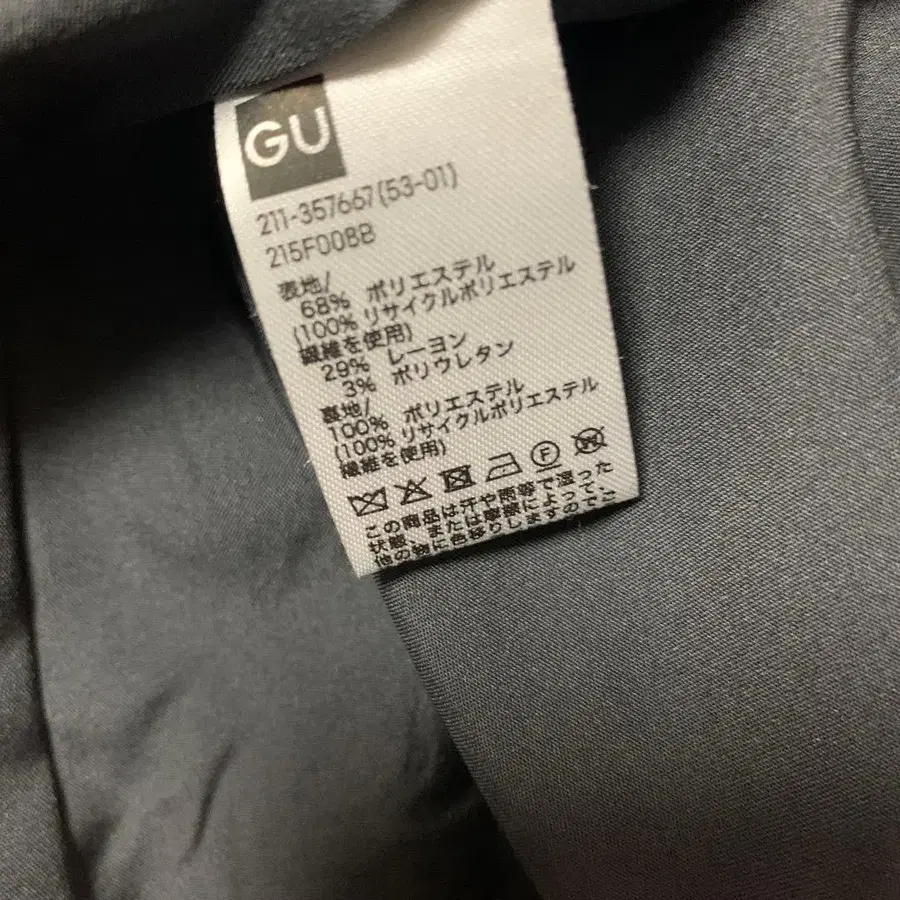 GU
211-357667(53-01)
215F008B
表地/
68% ポリエステル
(100% リサイクルポリエステル
繊維を使用)
29% レーヨン
3% ポリウレタン
裏地/
100% ポリエステル
(100% リサイクルポリエステル
繊維を使用)
F W
この商品は汗や雨等で湿った
状態、または摩擦によって、
他の物に色移りしますのでご